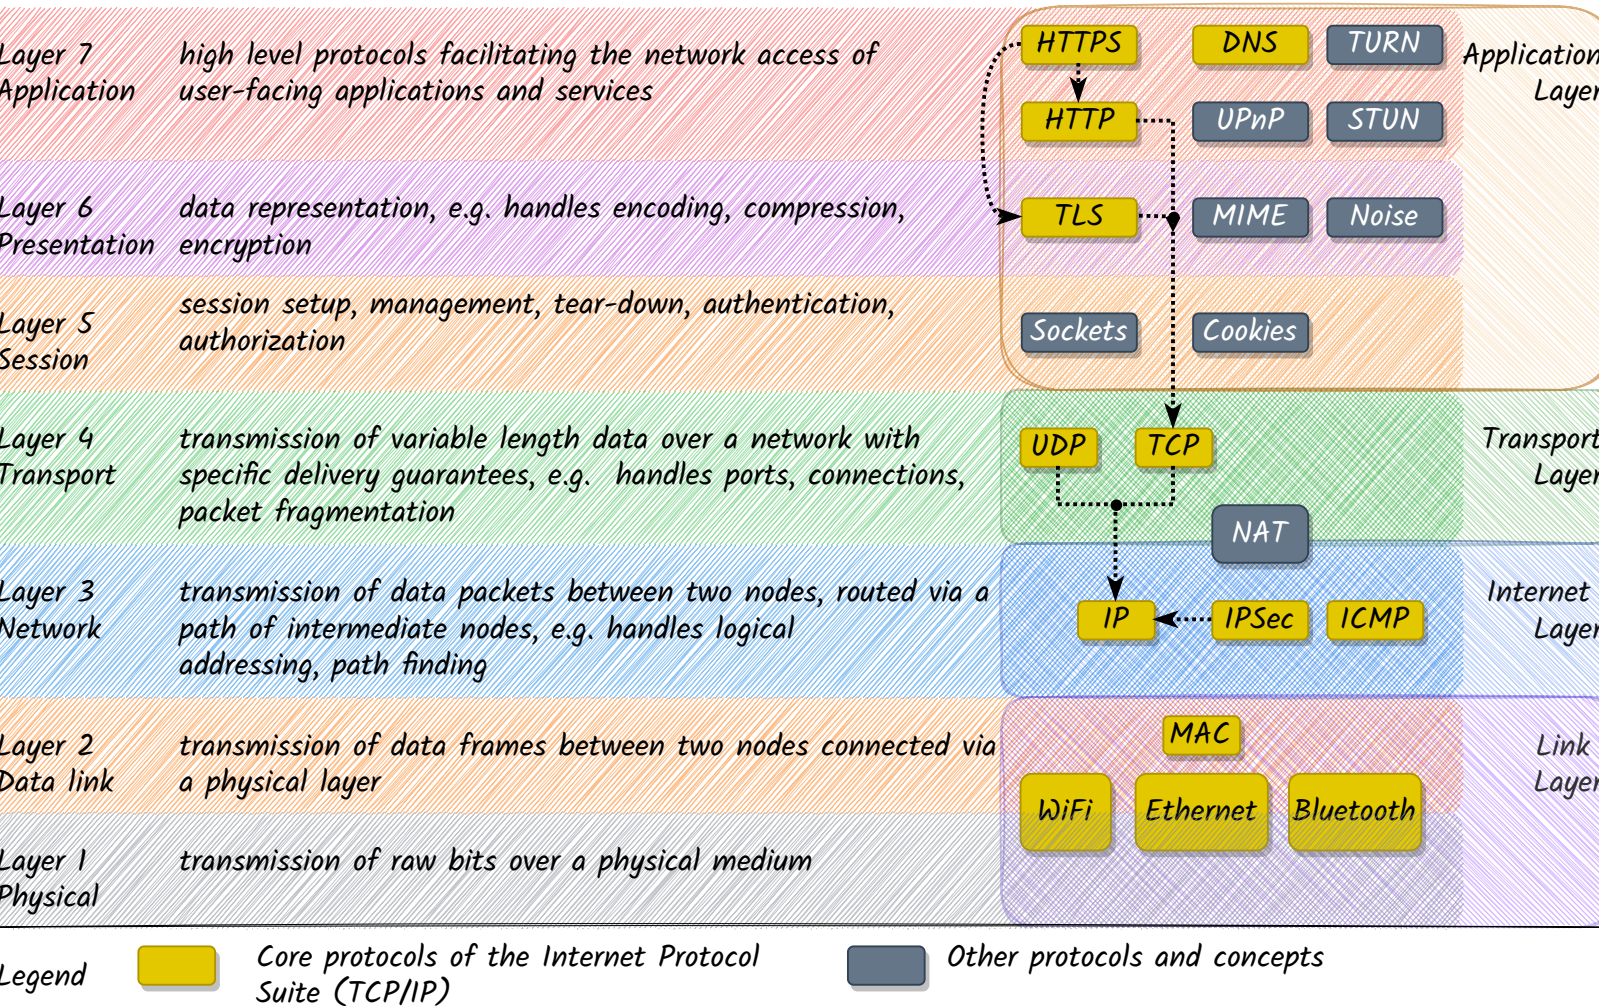 Layer 7
Application
high level protocols facilitating the network access of
user-facing applications and services
HTTPS
DNS
TURN
HTTP
UPnP
STUN
Application
Layer
Layer 6
Presentation
data representation, e.g. handles encoding, compression,
encryption
TLS
MIME
Noise
Layer 5
Session
session setup, management, tear-down, authentication,
authorization
Sockets
Cookies
Layer 4
Transport
transmission of variable length data over a network with
specific delivery guarantees, e.g. handles ports, connections,
packet fragmentation
UDP
TCP
NAT
Transport
Layer
Layer 3
Network
transmission of data packets between two nodes, routed via a
path of intermediate nodes, e.g. handles logical
addressing, path finding
IP
IPSec
ICMP
Internet
Layer
Layer 2
Data link
transmission of data frames between two nodes connected via
a physical layer
MAC
WiFi
Ethernet
Bluetooth
Link
Layer
Layer 1
Physical
transmission of raw bits over a physical medium
Legend
Core protocols of the Internet Protocol
Suite (TCP/IP)
Other protocols and concepts